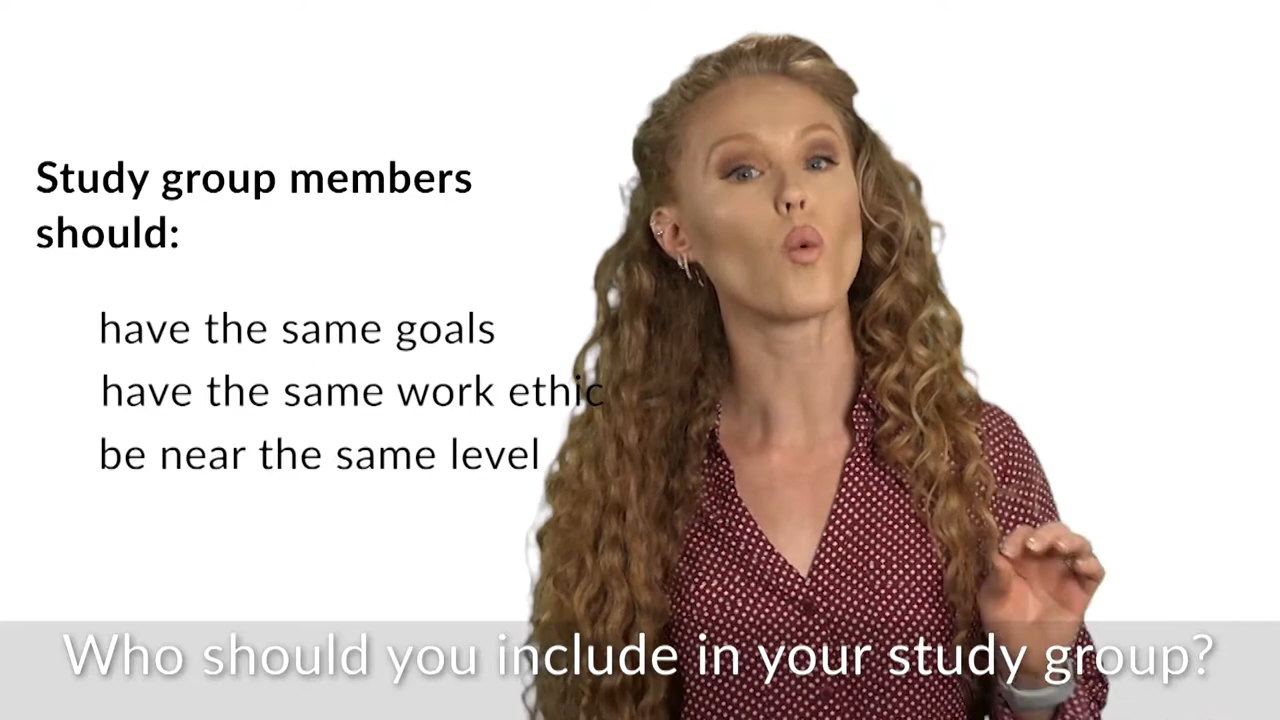 Study group members
should:
have the same goals
have the same work ethic
be near the same level
Who should you include in your study group?